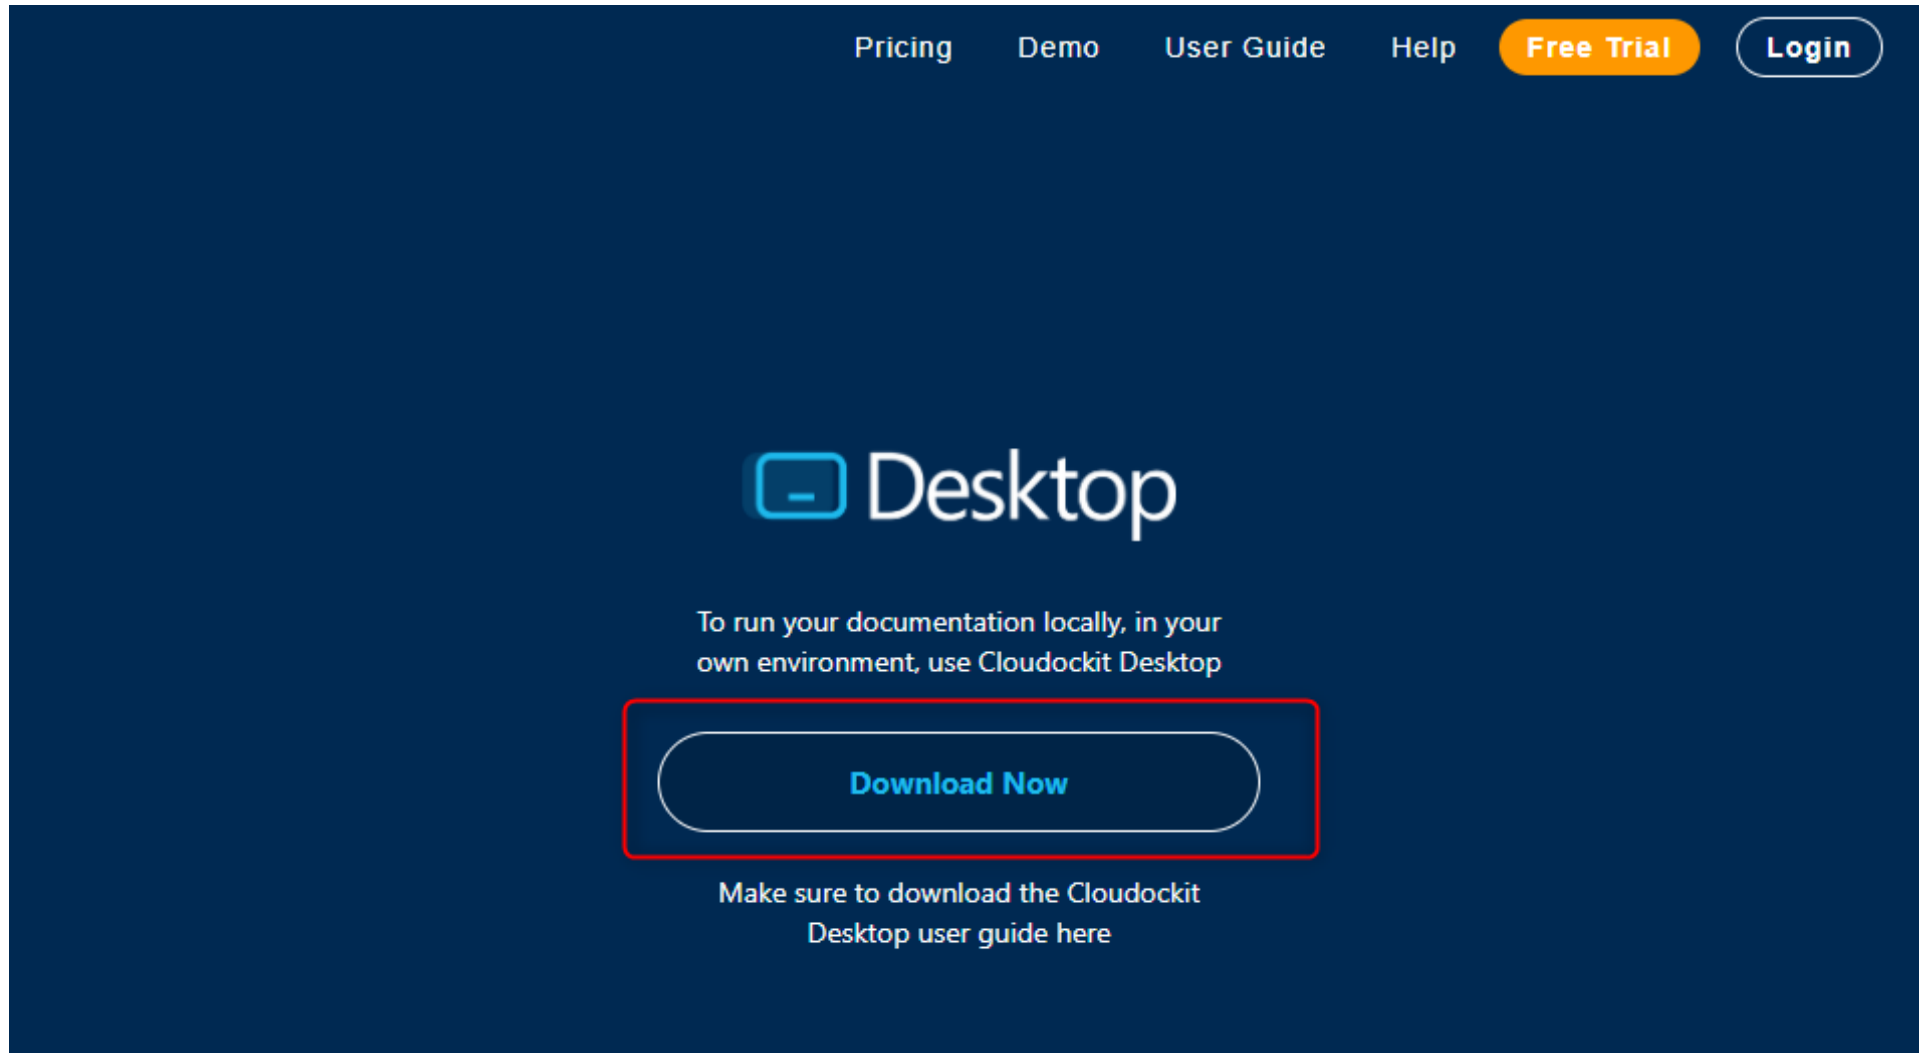 Pricing Demo User Guide Help Free Trial Login
Desktop
To run your documentation locally, in your
own environment, use Cloudockit Desktop
Download Now
Make sure to download the Cloudockit
Desktop user guide here